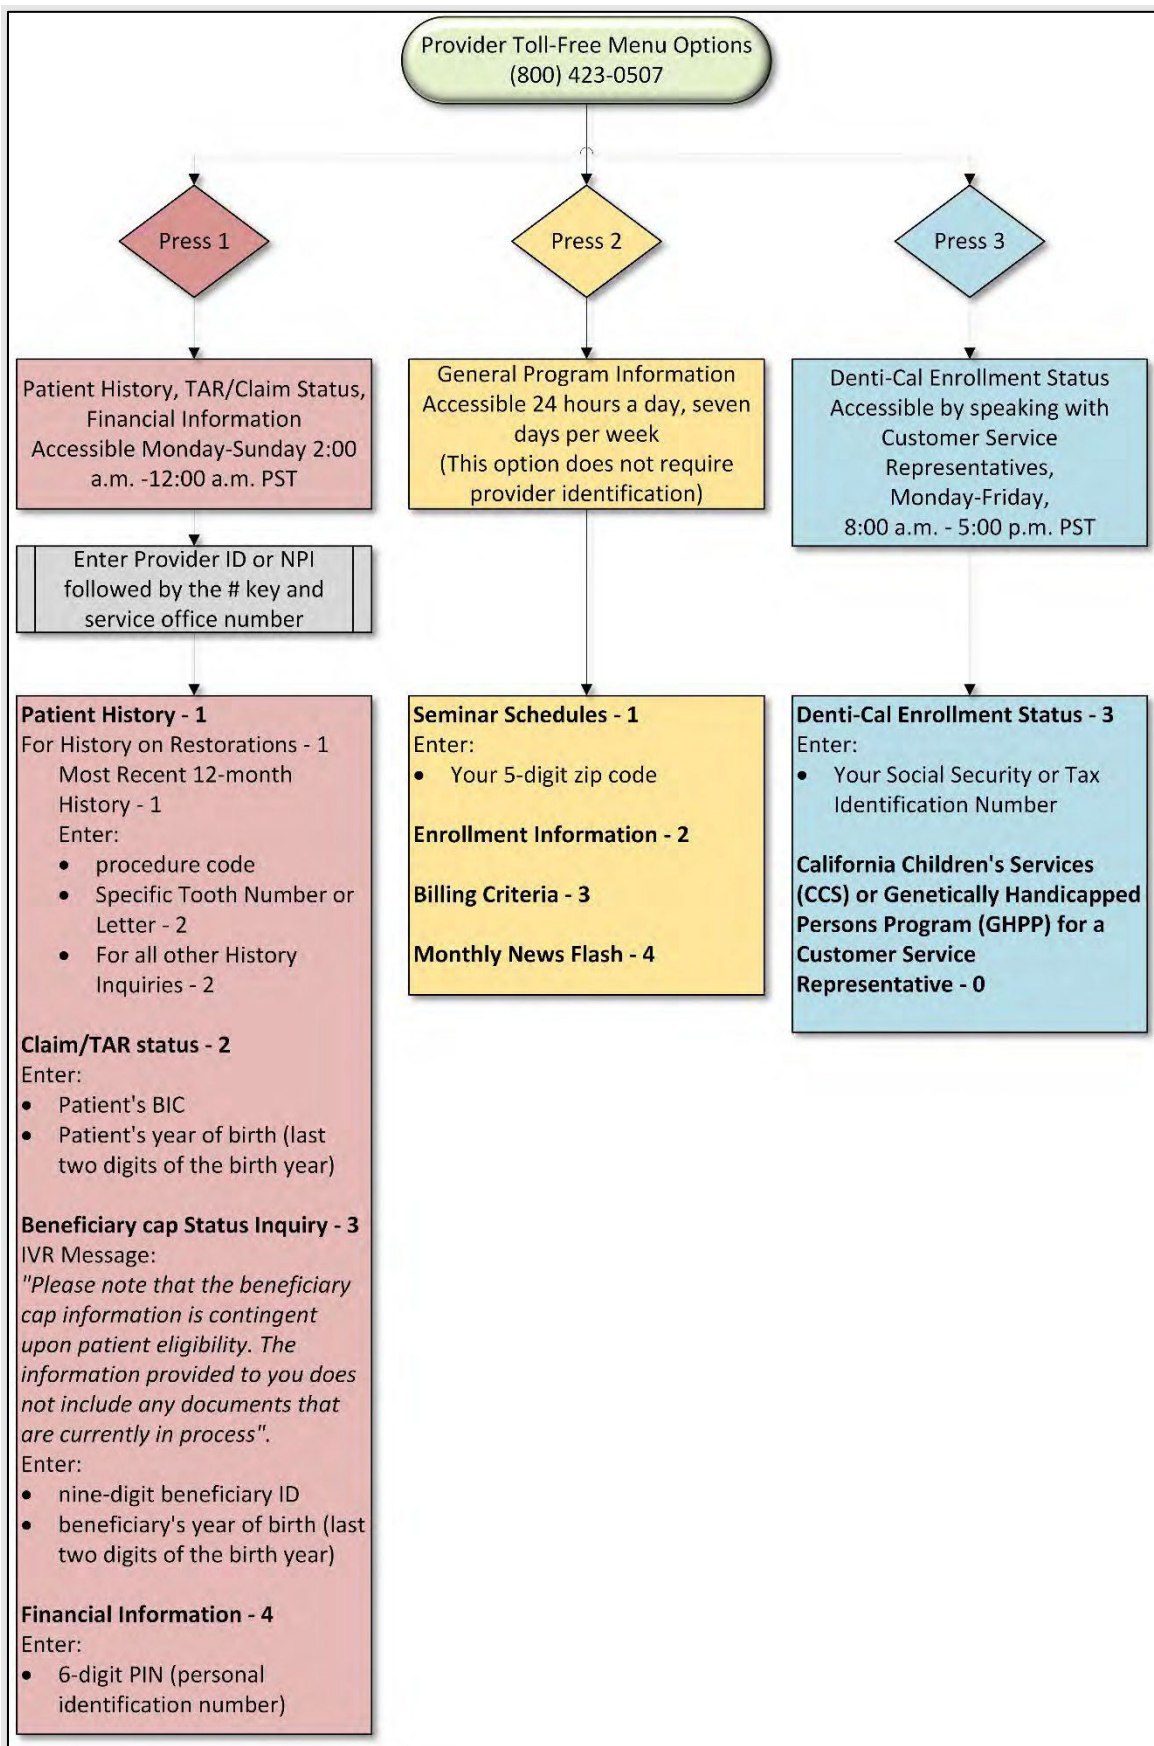 Provider Toll-Free Menu Options
(800) 423-0507
Press 1
Press 2
Press 3
Patient History, TAR/Claim Status,
Financial Information
Accessible Monday-Sunday 2:00
a.m. -12:00 a.m. PST
General Program Information
Accessible 24 hours a day, seven
days per week
(This option does not require
provider identification)
Denti-Cal Enrollment Status
Accessible by speaking with
Customer Service
Representatives,
Monday-Friday,
8:00 a.m. - 5:00 p.m. PST
Enter Provider ID or NPI
followed by the # key and
service office number
Patient History - 1
For History on Restorations - 1
Most Recent 12-month
History - 1
Enter:
• procedure code
• Specific Tooth Number or
Letter - 2
• For all other History
Inquiries - 2
Claim/TAR status - 2
Enter:
• Patient's BIC
• Patient's year of birth (last
two digits of the birth year)
Beneficiary cap Status Inquiry - 3
IVR Message:
"Please note that the beneficiary
cap information is contingent
upon patient eligibility. The
information provided to you does
not include any documents that
are currently in process".
Enter:
• nine-digit beneficiary ID
• beneficiary's year of birth (last
two digits of the birth year)
Financial Information - 4
Enter:
• 6-digit PIN (personal
identification number)
Seminar Schedules - 1
Enter:
• Your 5-digit zip code
Enrollment Information - 2
Billing Criteria - 3
Monthly News Flash - 4
Denti-Cal Enrollment Status - 3
Enter:
• Your Social Security or Tax
Identification Number
California Children's Services
(CCS) or Genetically Handicapped
Persons Program (GHPP) for a
Customer Service
Representative - 0